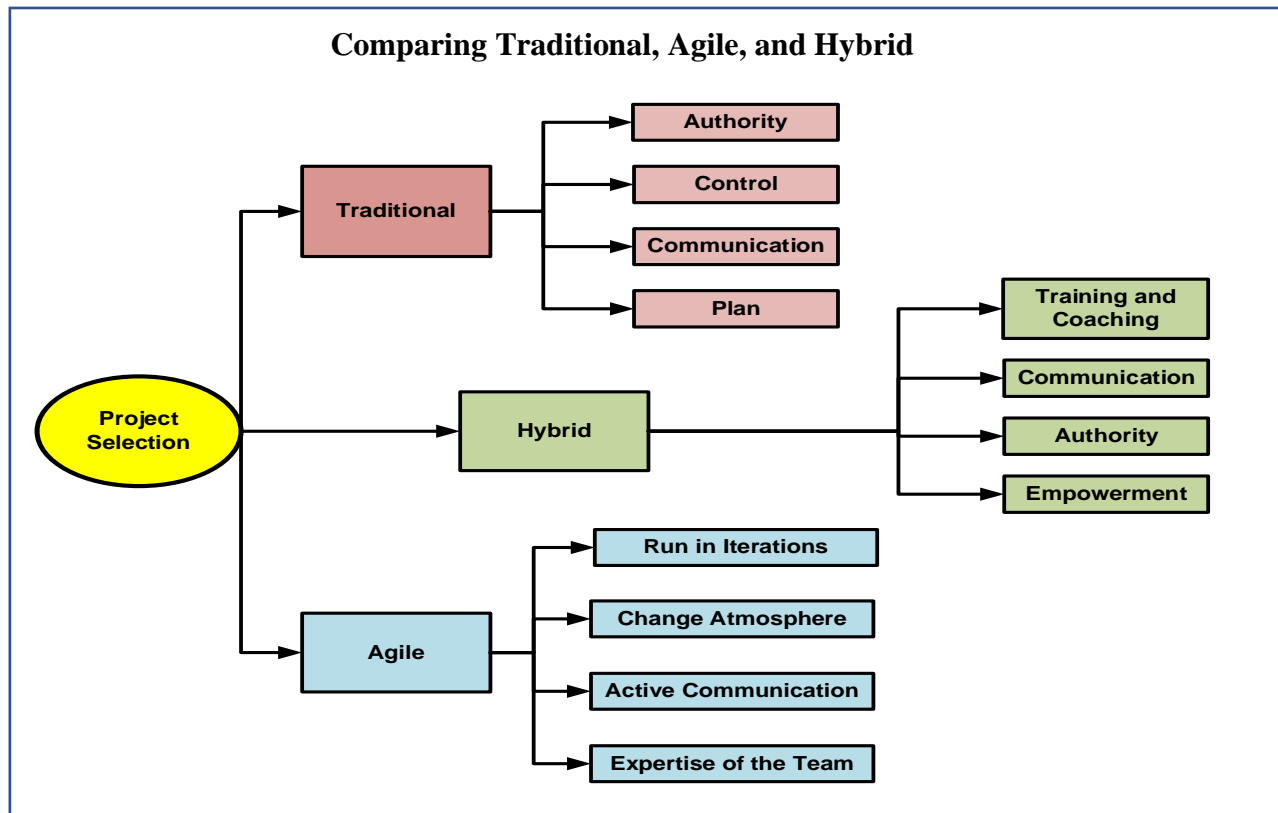 Comparing Traditional, Agile, and Hybrid
Authority
Control
Traditional
Communication
Plan
Training and
Coaching
Communication
Project
Selection
Hybrid
Authority
Empowerment
Run in Iterations
Change Atmosphere
Agile
Active Communication
Expertise of the Team